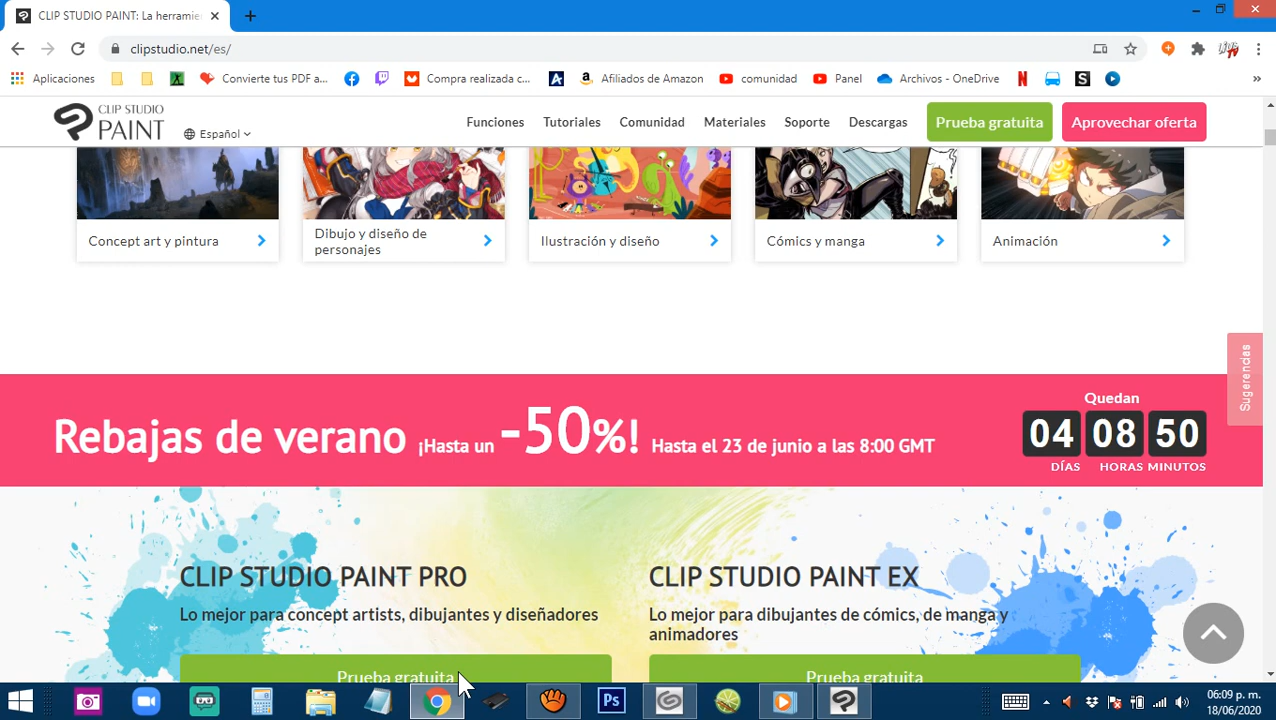 CLIP STUDIO PAINT: La herramie
clipstudio.net/es/
Aplicaciones
Convierte tus PDF a...
Compra realizada c...
Afiliados de Amazon
comunidad
Panel
Archivos - OneDrive
CLIP STUDIO
PAINT
Español
Funciones
Tutoriales
Comunidad
Materiales
Soporte
Descargas
Prueba gratuita
Aprovechar oferta
Concept art y pintura
Dibujo y diseño de
personajes
Ilustración y diseño
Cómics y manga
Animación
Sugerencias
Rebajas de verano ¡Hasta un -50%! Hasta el 23 de junio a las 8:00 GMT
Quedan
04 08 50
DÍAS HORAS MINUTOS
CLIP STUDIO PAINT PRO
Lo mejor para concept artists, dibujantes y diseñadores
Prueba gratuita
CLIP STUDIO PAINT EX
Lo mejor para dibujantes de cómics, de manga y
animadores
Prueba gratuita
Ps
06:09 p. m.
18/06/2020